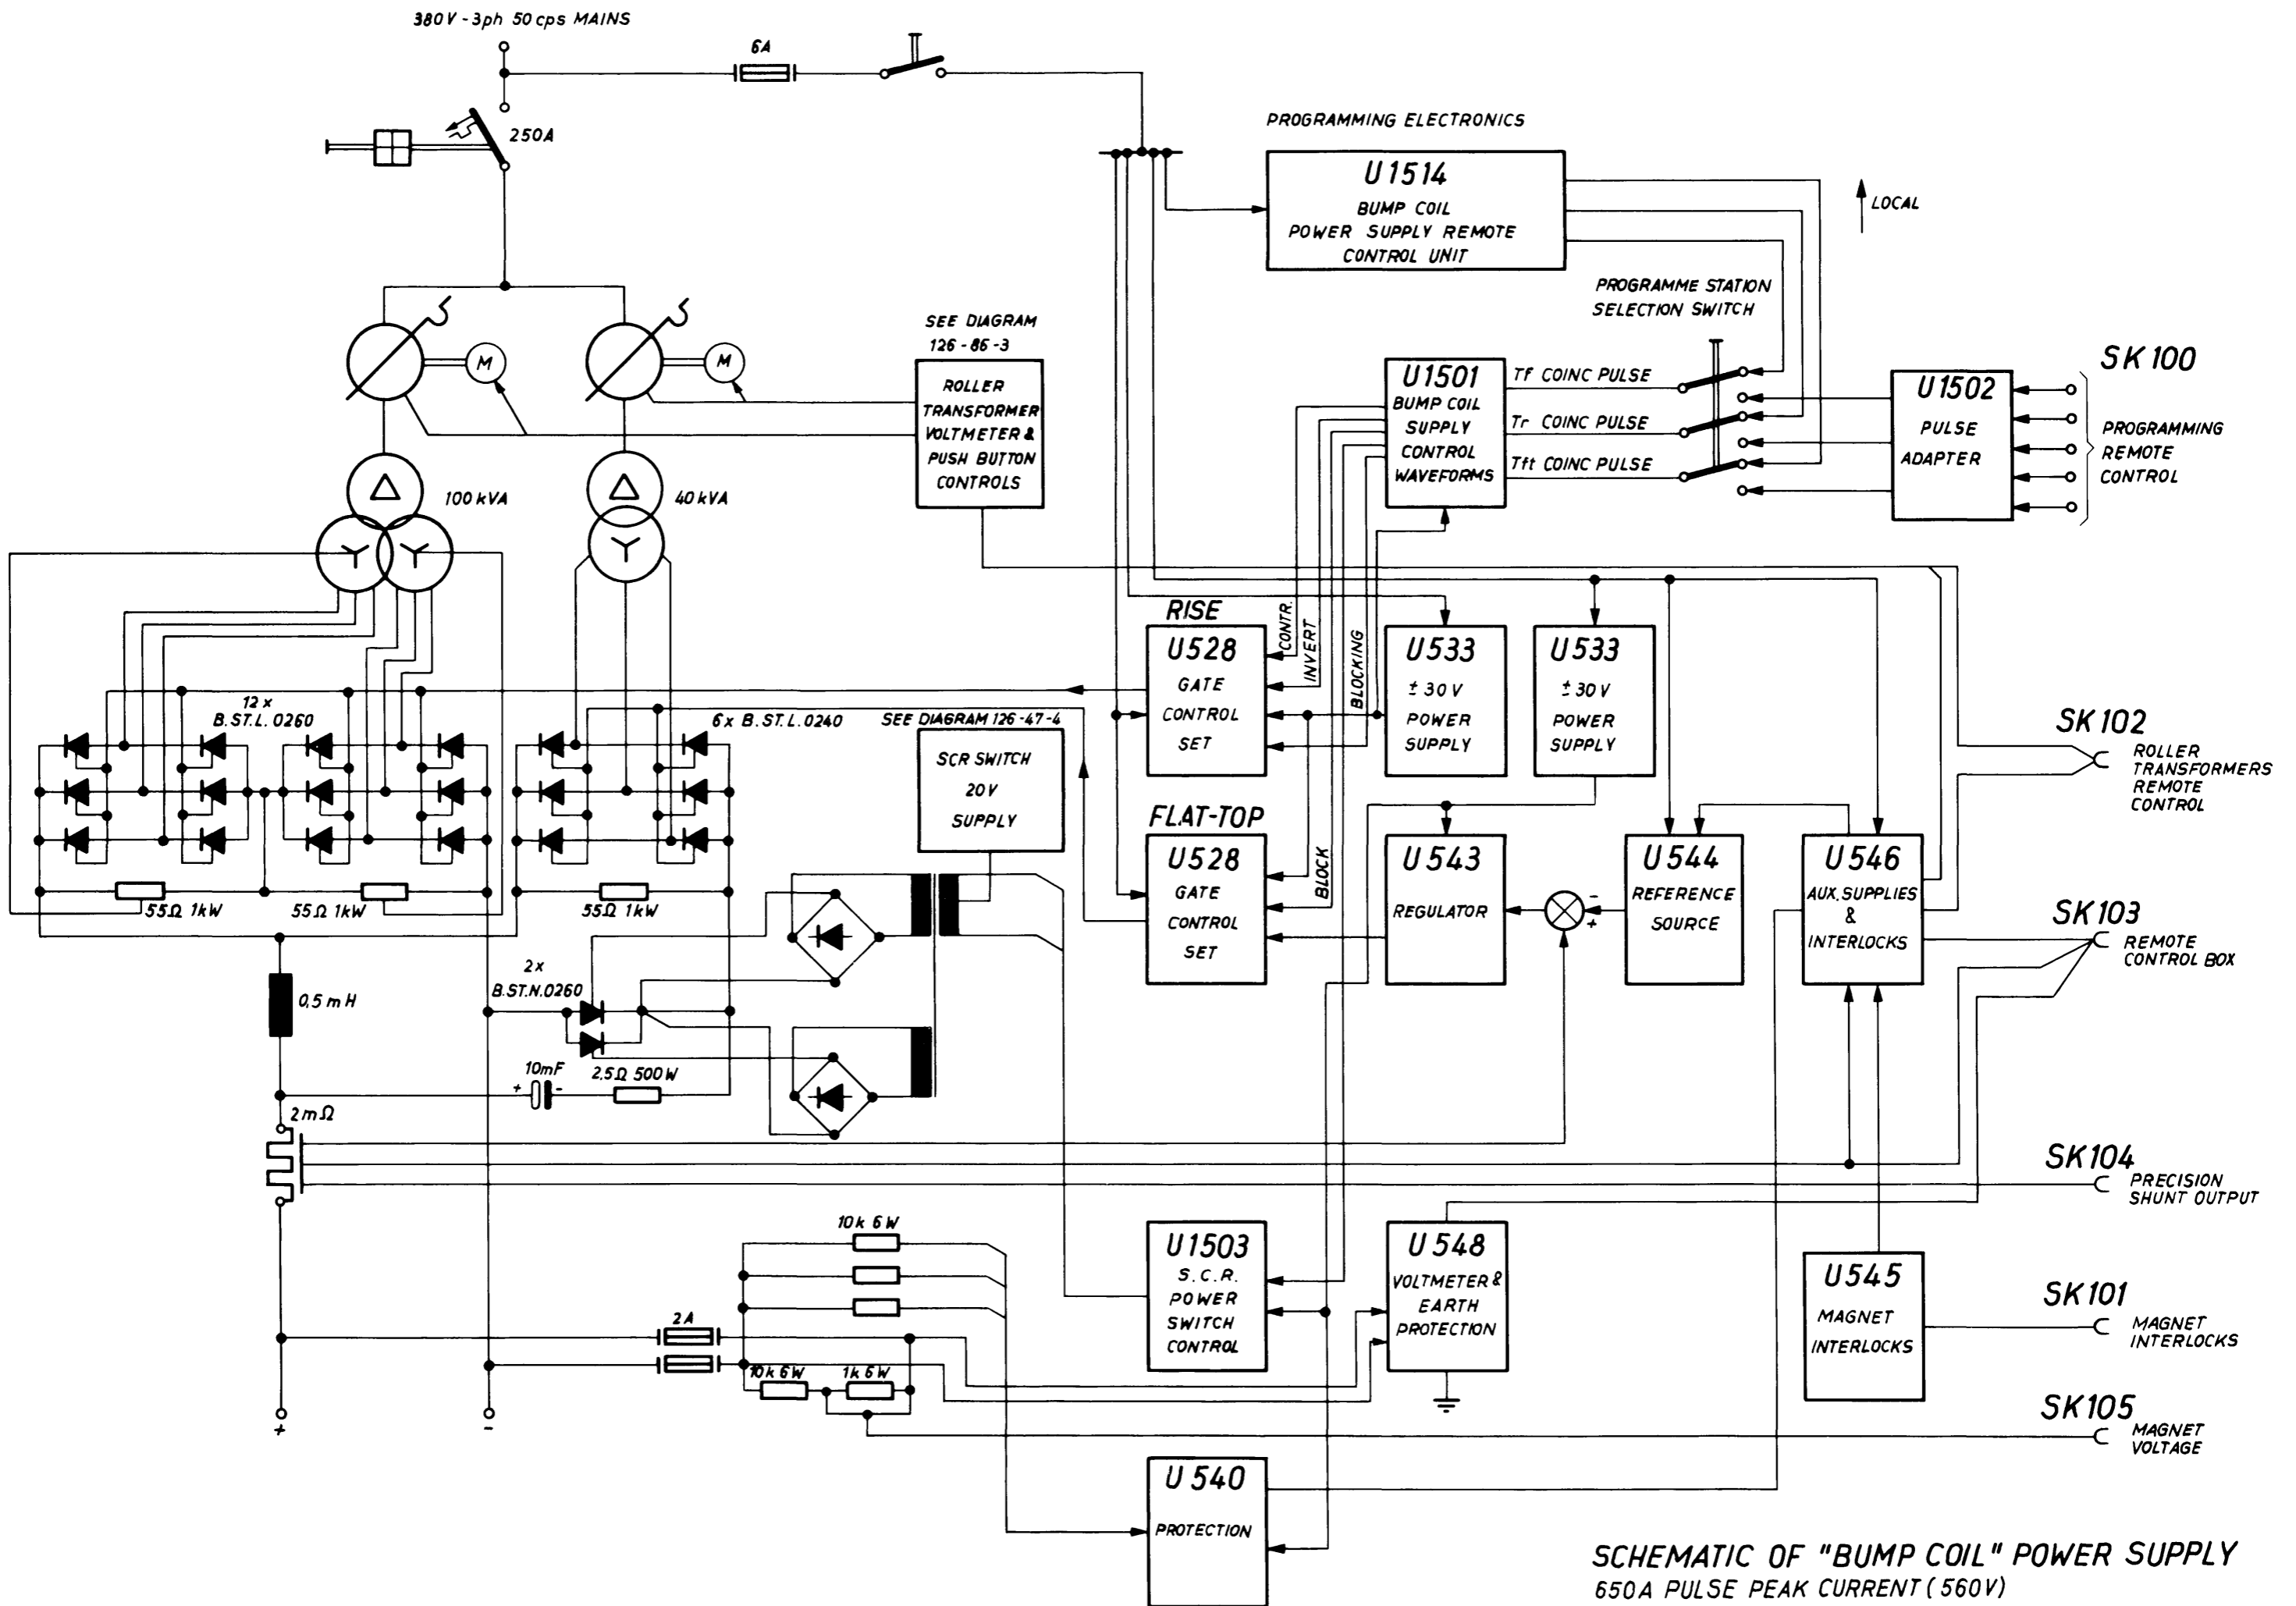 380V - 3ph 50 cps MAINS
6A
250A
PROGRAMMING ELECTRONICS
U1514
BUMP COIL
POWER SUPPLY REMOTE
CONTROL UNIT
LOCAL
PROGRAMME STATION
SELECTION SWITCH
SEE DIAGRAM
126-86-3
ROLLER
TRANSFORMER
VOLTMETER &
PUSH BUTTON
CONTROLS
M
M
100 kVA
40 kVA
U1501
BUMP COIL
SUPPLY
CONTROL
WAVEFORMS
Tf COINC PULSE
Tr COINC PULSE
Tft COINC PULSE
U1502
PULSE
ADAPTER
SK100
PROGRAMMING
REMOTE
CONTROL
RISE
U528
GATE
CONTROL
SET
CONTR.
INVERT
BLOCKING
U533
± 30 V
POWER
SUPPLY
U533
± 30 V
POWER
SUPPLY
SK102
ROLLER
TRANSFORMERS
REMOTE
CONTROL
12 x
B.ST.L.0260
6x B.ST.L.0240
SEE DIAGRAM 126-47-4
SCR SWITCH
20V
SUPPLY
FLAT-TOP
U528
GATE
CONTROL
SET
BLOCK
U543
REGULATOR
-
+
U544
REFERENCE
SOURCE
U546
AUX. SUPPLIES
&
INTERLOCKS
SK103
REMOTE
CONTROL BOX
55Ω 1kW
55Ω 1kW
55Ω 1kW
0,5 mH
2x
B.ST.N.0260
+ 10mF -
2,5Ω 500 W
2mΩ
SK104
PRECISION
SHUNT OUTPUT
10k 6W
U1503
S.C.R.
POWER
SWITCH
CONTROL
U548
VOLTMETER &
EARTH
PROTECTION
U545
MAGNET
INTERLOCKS
SK101
MAGNET
INTERLOCKS
2A
10k 6W
1k 6W
+
-
SK105
MAGNET
VOLTAGE
U540
PROTECTION
SCHEMATIC OF "BUMP COIL" POWER SUPPLY
650A PULSE PEAK CURRENT (560V)